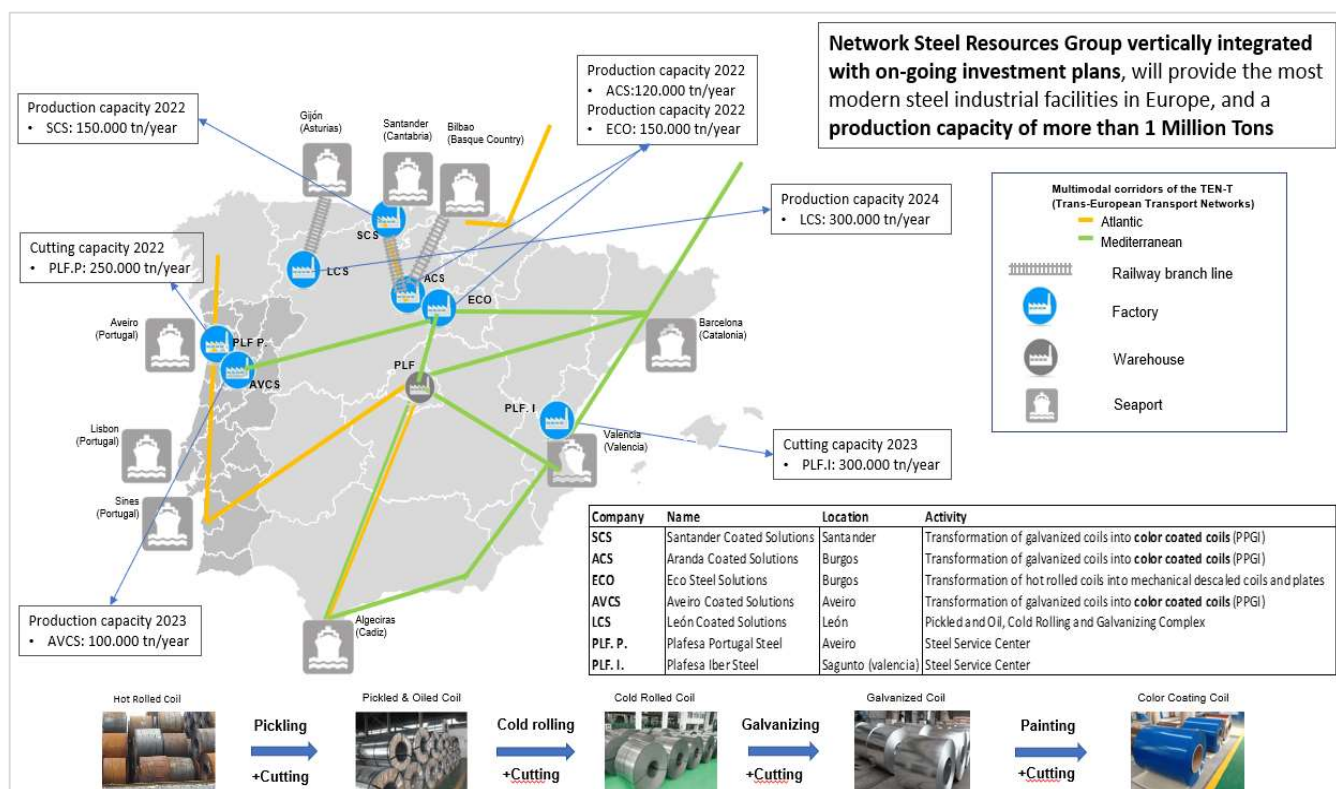 Network Steel Resources Group vertically integrated
with on-going investment plans, will provide the most
modern steel industrial facilities in Europe, and a
production capacity of more than 1 Million Tons
Production capacity 2022
• ACS:120.000 tn/year
Production capacity 2022
• ECO: 150.000 tn/year
Production capacity 2022
• SCS: 150.000 tn/year
Gijón
(Asturias)
Santander
(Cantabria)
Bilbao
(Basque Country)
Production capacity 2024
• LCS: 300.000 tn/year
Multimodal corridors of the TEN-T
(Trans-European Transport Networks)
Atlantic
Mediterranean
Railway branch line
Factory
Warehouse
Seaport
Cutting capacity 2022
• PLF.P: 250.000 tn/year
SCS
LCS
ACS
ECO
Aveiro
(Portugal)
PLF P.
AVCS
PLF
Barcelona
(Catalonia)
PLF. I
Lisbon
(Portugal)
Valencia
(Valencia)
Cutting capacity 2023
• PLF.I: 300.000 tn/year
Sines
(Portugal)
Algeciras
(Cadiz)
Production capacity 2023
• AVCS: 100.000 tn/year
Company Name Location Activity
SCS Santander Coated Solutions Santander Transformation of galvanized coils into color coated coils (PPGI)
ACS Aranda Coated Solutions Burgos Transformation of galvanized coils into color coated coils (PPGI)
ECO Eco Steel Solutions Burgos Transformation of hot rolled coils into mechanical descaled coils and plates
AVCS Aveiro Coated Solutions Aveiro Transformation of galvanized coils into color coated coils (PPGI)
LCS León Coated Solutions León Pickled and Oil, Cold Rolling and Galvanizing Complex
PLF. P. Plafesa Portugal Steel Aveiro Steel Service Center
PLF. I. Plafesa Iber Steel Sagunto (valencia) Steel Service Center
Hot Rolled Coil
Pickling
+Cutting
Pickled & Oiled Coil
Cold rolling
+Cutting
Cold Rolled Coil
Galvanizing
+Cutting
Galvanized Coil
Painting
+Cutting
Color Coating Coil